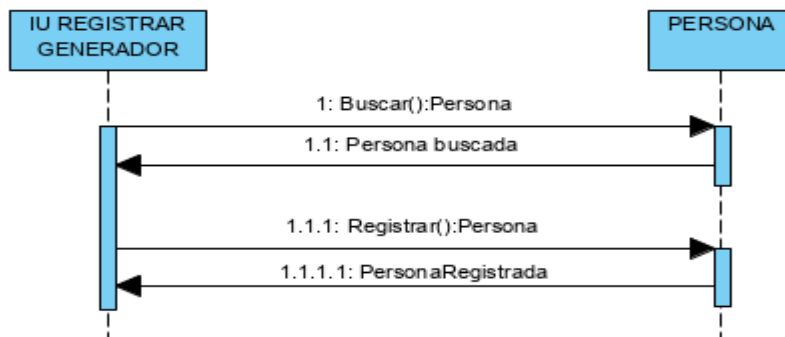 IU REGISTRAR
GENERADOR
PERSONA
1: Buscar():Persona
1.1: Persona buscada
1.1.1: Registrar():Persona
1.1.1.1: PersonaRegistrada